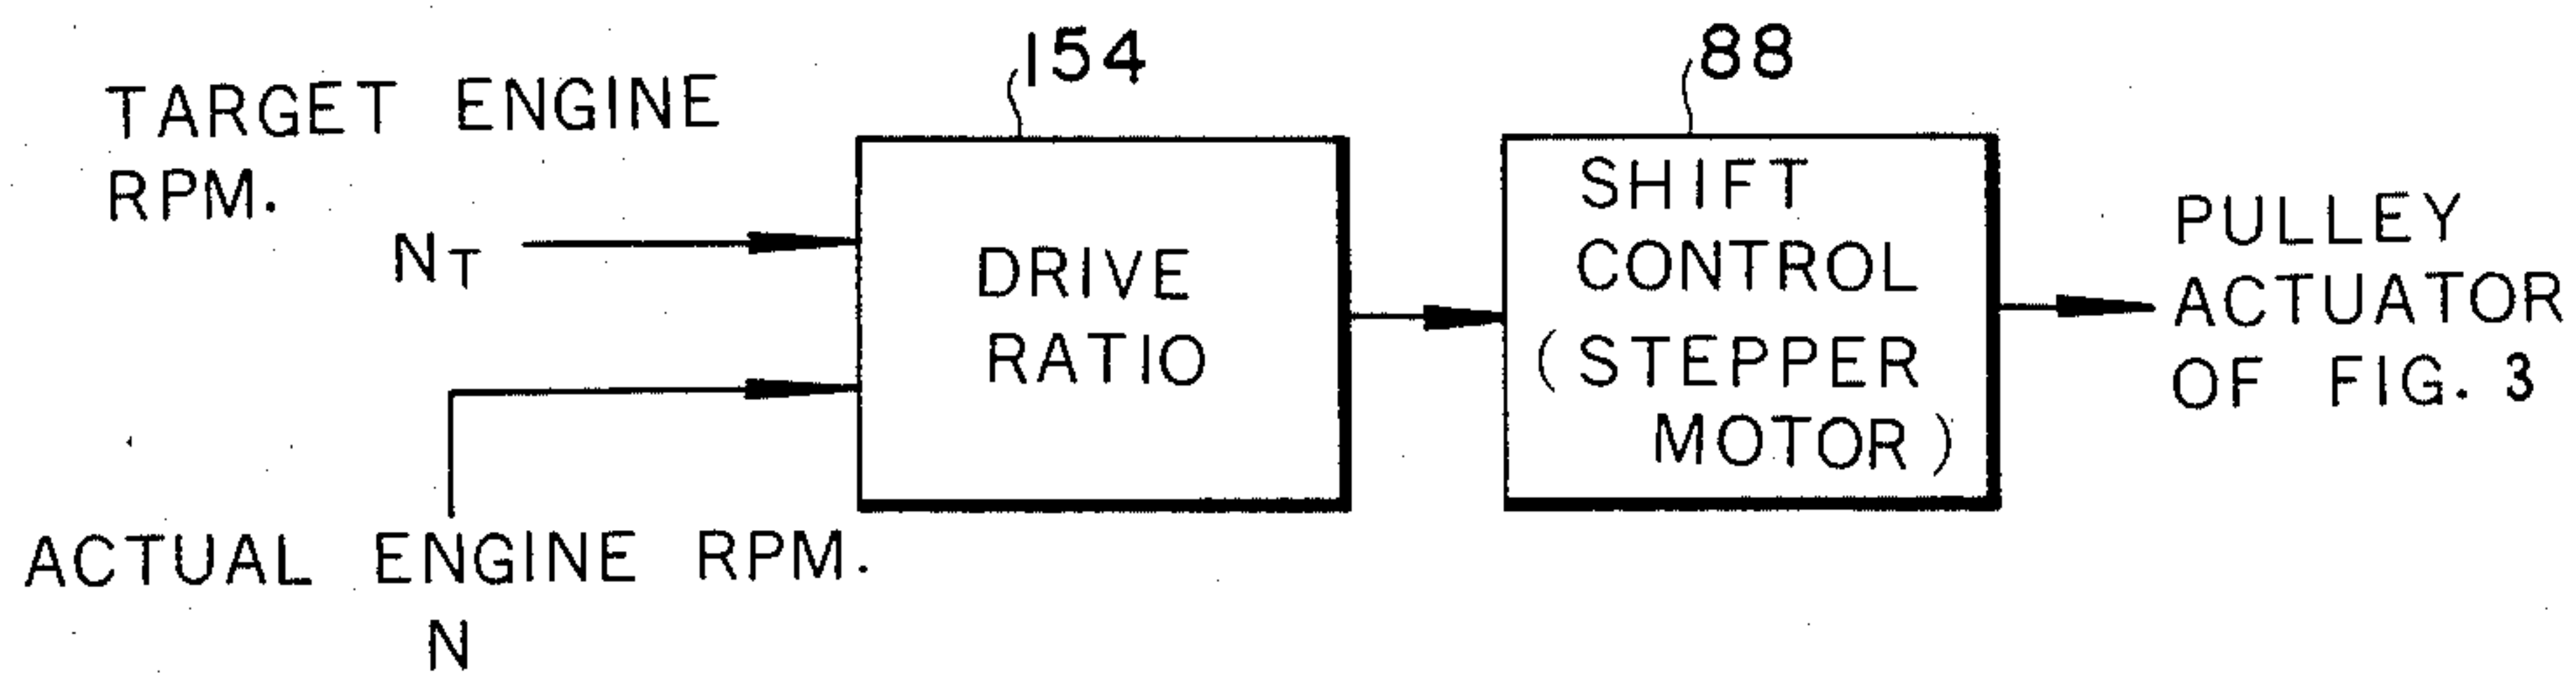 154
88
TARGET ENGINE
RPM.
NT
DRIVE
RATIO
SHIFT
CONTROL
(STEPPER
MOTOR)
PULLEY
ACTUATOR
OF FIG. 3
ACTUAL ENGINE RPM.
N